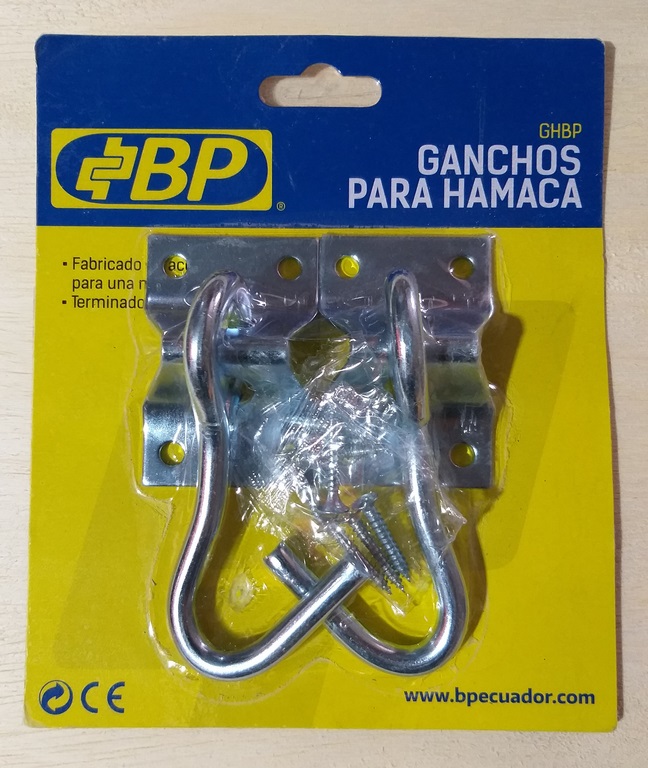 BP
®
GHBP
GANCHOS
PARA HAMACA
▪ Fabricado
para una
▪ Terminado
CE
www.bpecuador.com